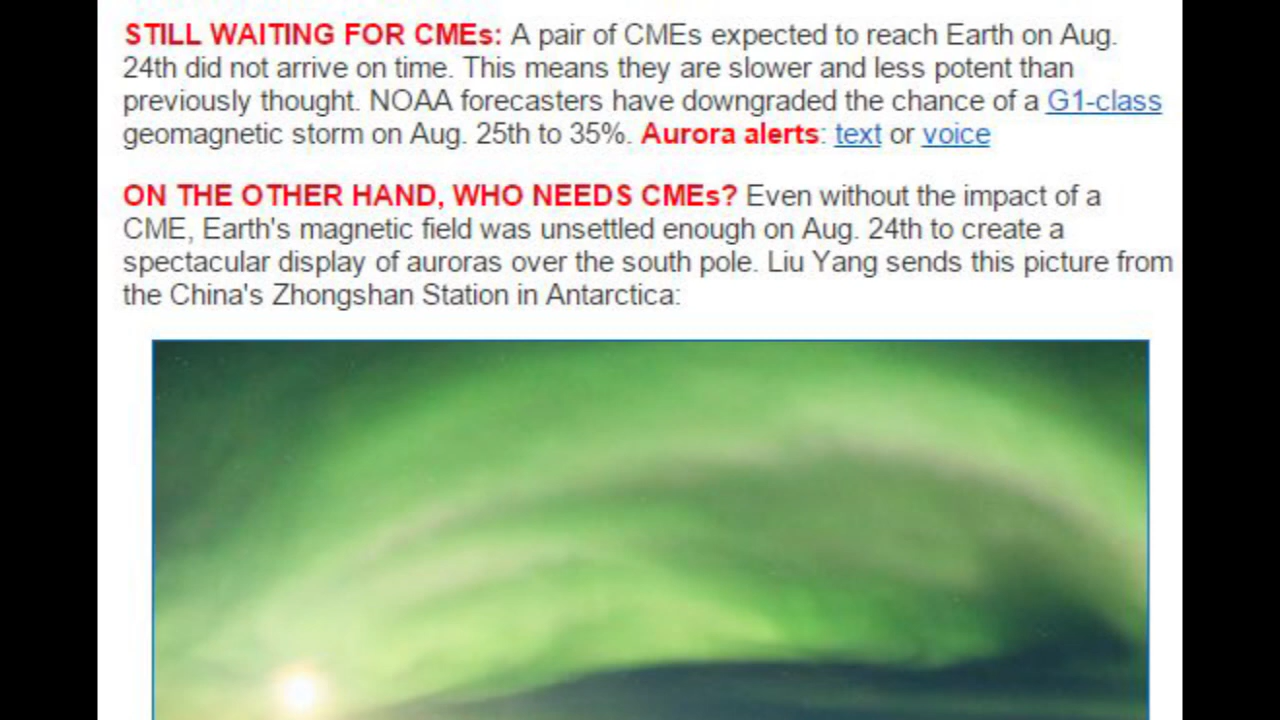 STILL WAITING FOR CMEs: A pair of CMEs expected to reach Earth on Aug.
24th did not arrive on time. This means they are slower and less potent than
previously thought. NOAA forecasters have downgraded the chance of a G1-class
geomagnetic storm on Aug. 25th to 35%. Aurora alerts: text or voice
ON THE OTHER HAND, WHO NEEDS CMEs? Even without the impact of a
CME, Earth's magnetic field was unsettled enough on Aug. 24th to create a
spectacular display of auroras over the south pole. Liu Yang sends this picture from
the China's Zhongshan Station in Antarctica: